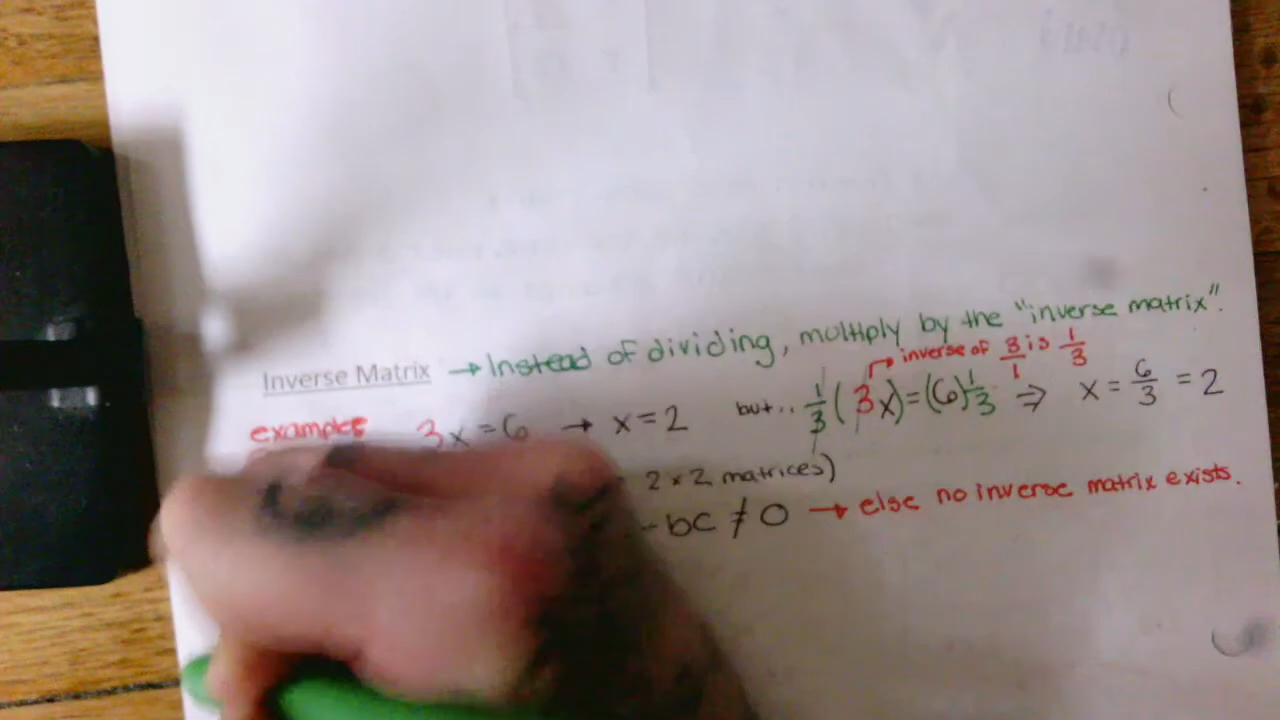 Inverse Matrix → Instead of dividing, multiply by the "inverse matrix".
inverse of 3/1 is 1/3
examples 3x=6 → x=2 but.. 1/3(3x)=(6)1/3 ⇒ x=6/3=2
2x2 matrices)
-bc ≠ 0 → else no inverse matrix exists.